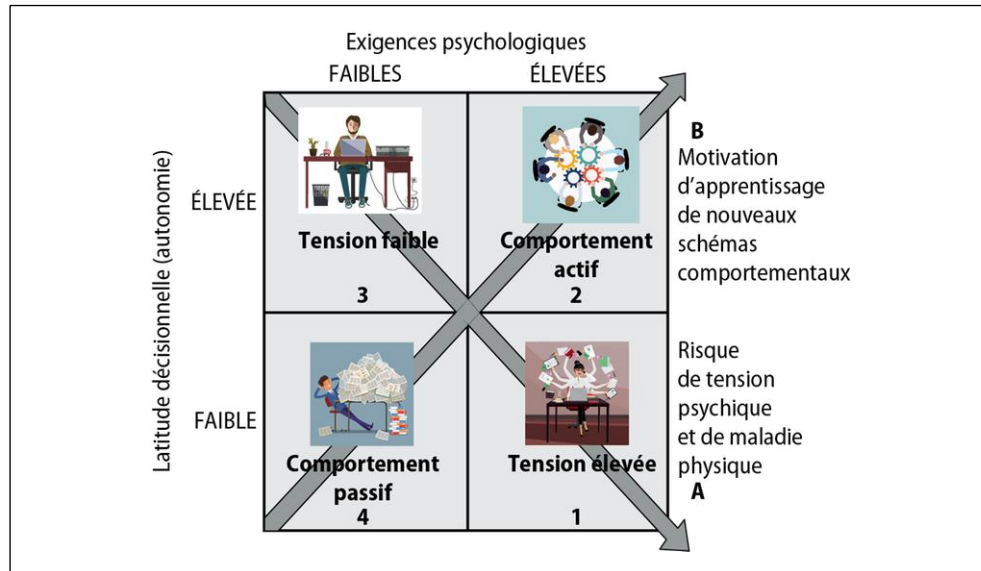 Exigences psychologiques
FAIBLES
ÉLEVÉES
Latitude décisionnelle (autonomie)
ÉLEVÉE
FAIBLE
Tension faible
3
Comportement
actif
2
B
Motivation
d’apprentissage
de nouveaux
schémas
comportementaux
Comportement
passif
4
Tension élevée
1
Risque
de tension
psychique
et de maladie
physique
A